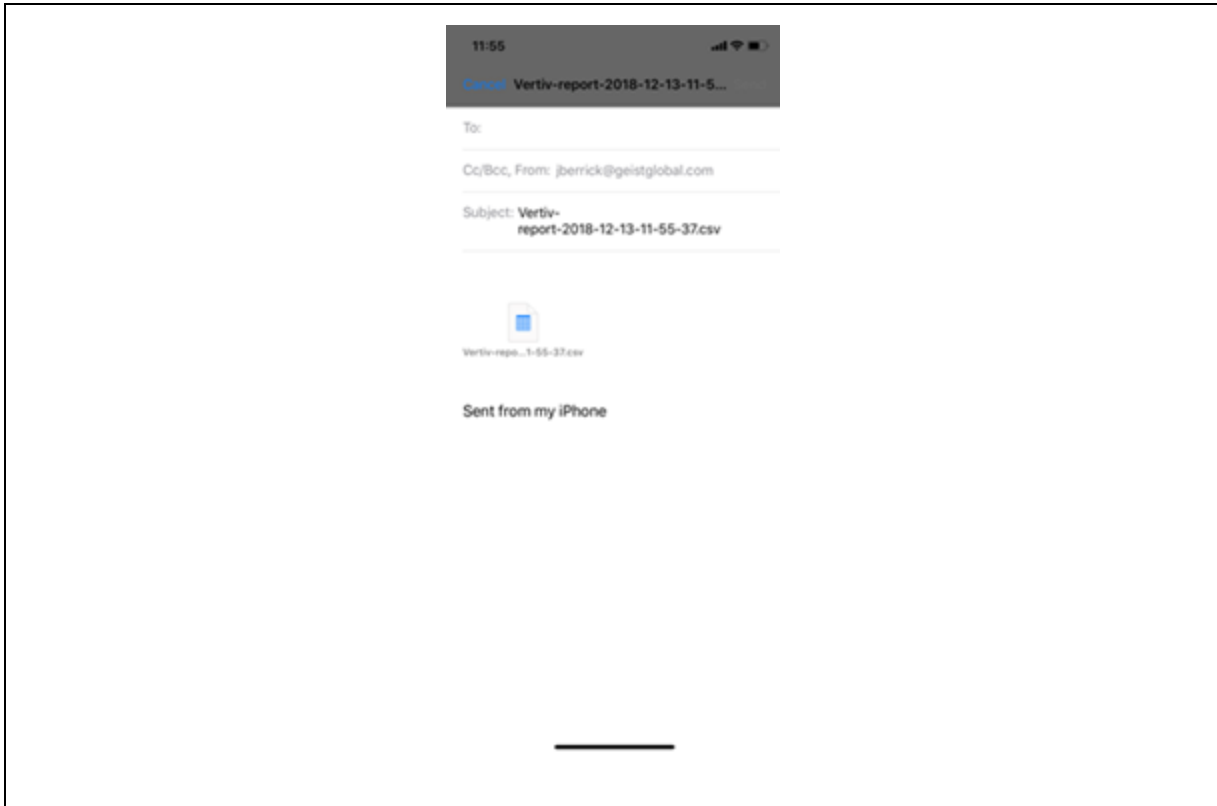 11:55
Cancel Vertiv-report-2018-12-13-11-5...
To:
Cc/Bcc, From: jberrick@geistglobal.com
Subject: Vertiv-
report-2018-12-13-11-55-37.csv
Vertiv-repo...1-55-37.csv
Sent from my iPhone